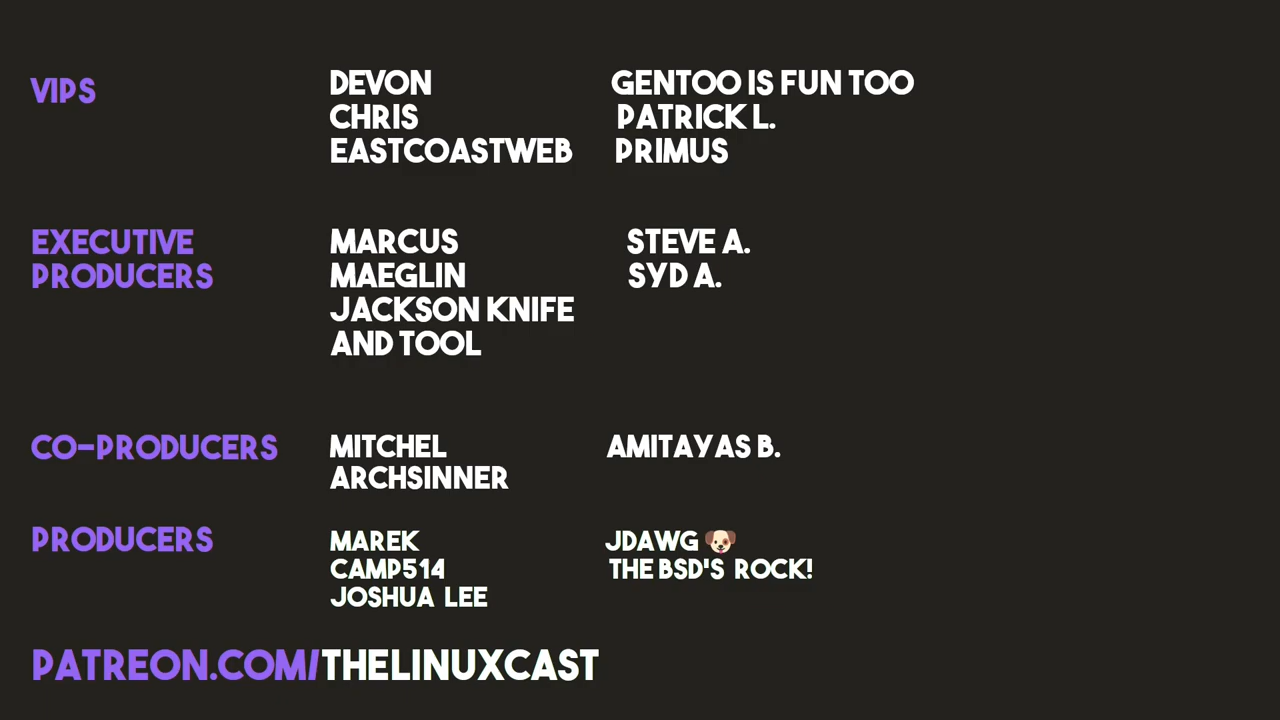 VIPS
DEVON
CHRIS
EASTCOASTWEB
GENTOO IS FUN TOO
PATRICK L.
PRIMUS
EXECUTIVE
PRODUCERS
MARCUS
MAEGLIN
JACKSON KNIFE
AND TOOL
STEVE A.
SYD A.
CO-PRODUCERS
MITCHEL
ARCHSINNER
AMITAYAS B.
PRODUCERS
MAREK
CAMP514
JOSHUA LEE
JDAWG 🐶
THE BSD'S ROCK!
PATREON.COM/THELINUXCAST